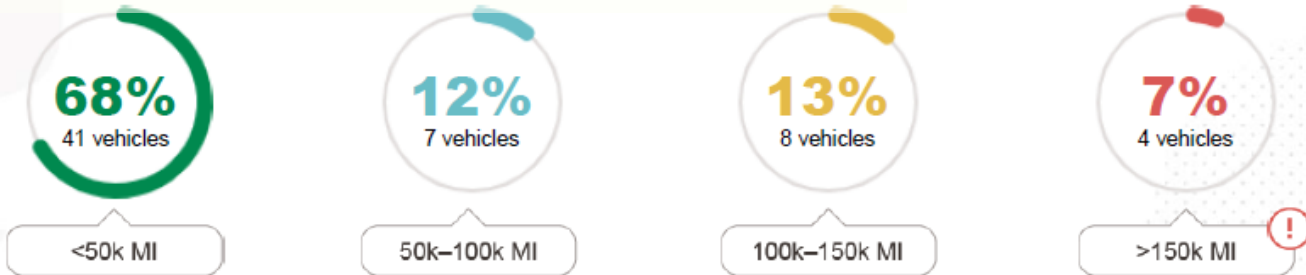 68%
41 vehicles
<50k MI
12%
7 vehicles
50k–100k MI
13%
8 vehicles
100k–150k MI
7%
4 vehicles
>150k MI
!